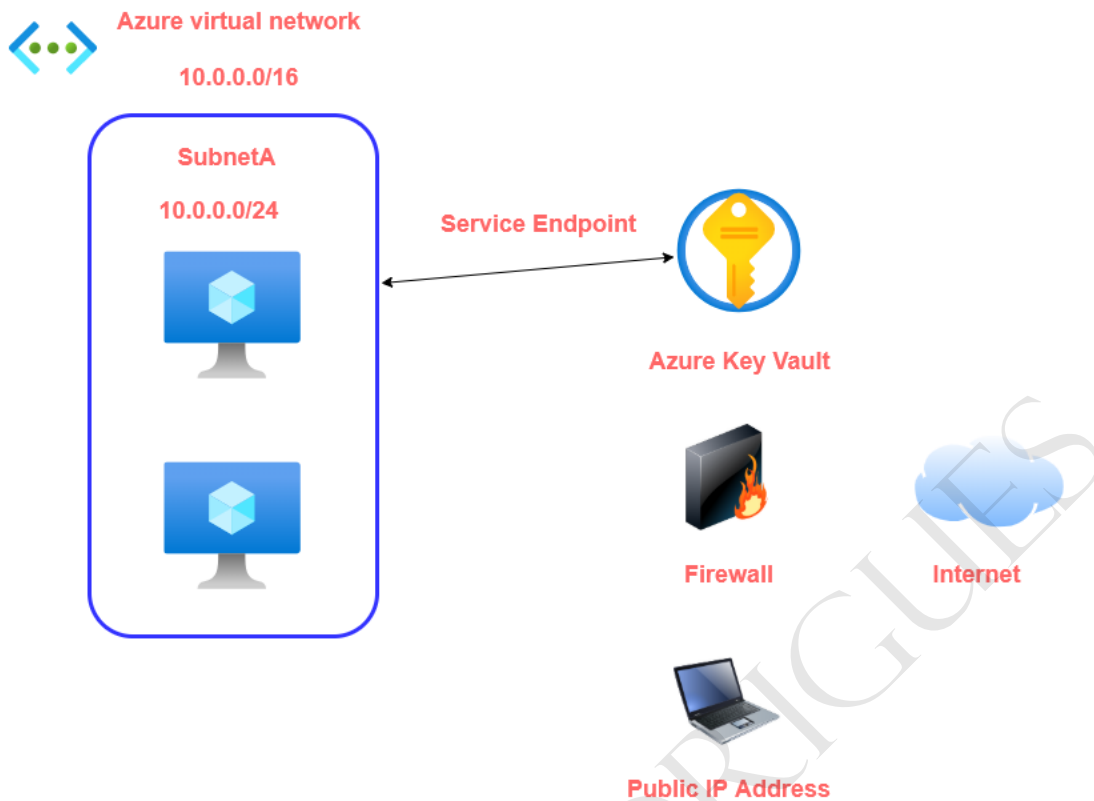 Azure virtual network
10.0.0.0/16
SubnetA
10.0.0.0/24
Service Endpoint
Azure Key Vault
Firewall
Internet
Public IP Address